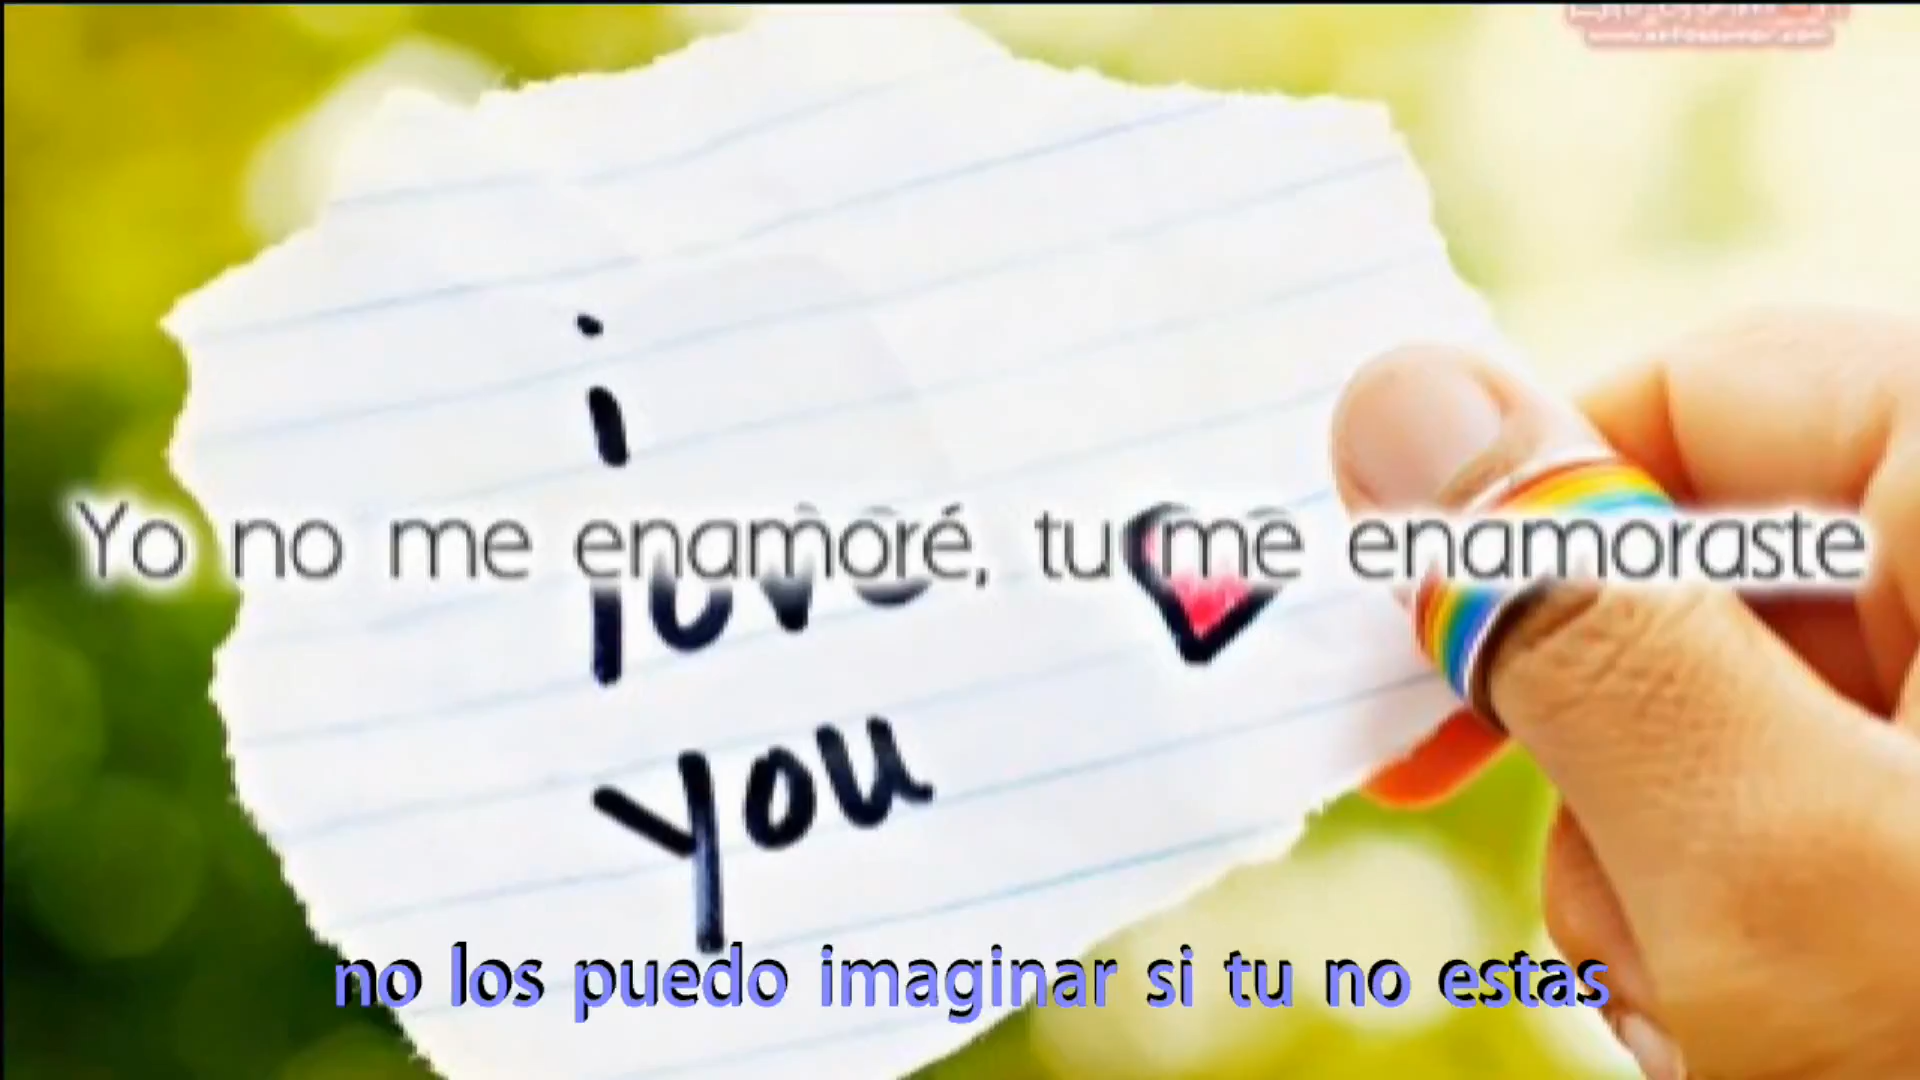 i
Yo no me enamoré, tu me enamoraste
love
you
no los puedo imaginar si tu no estas